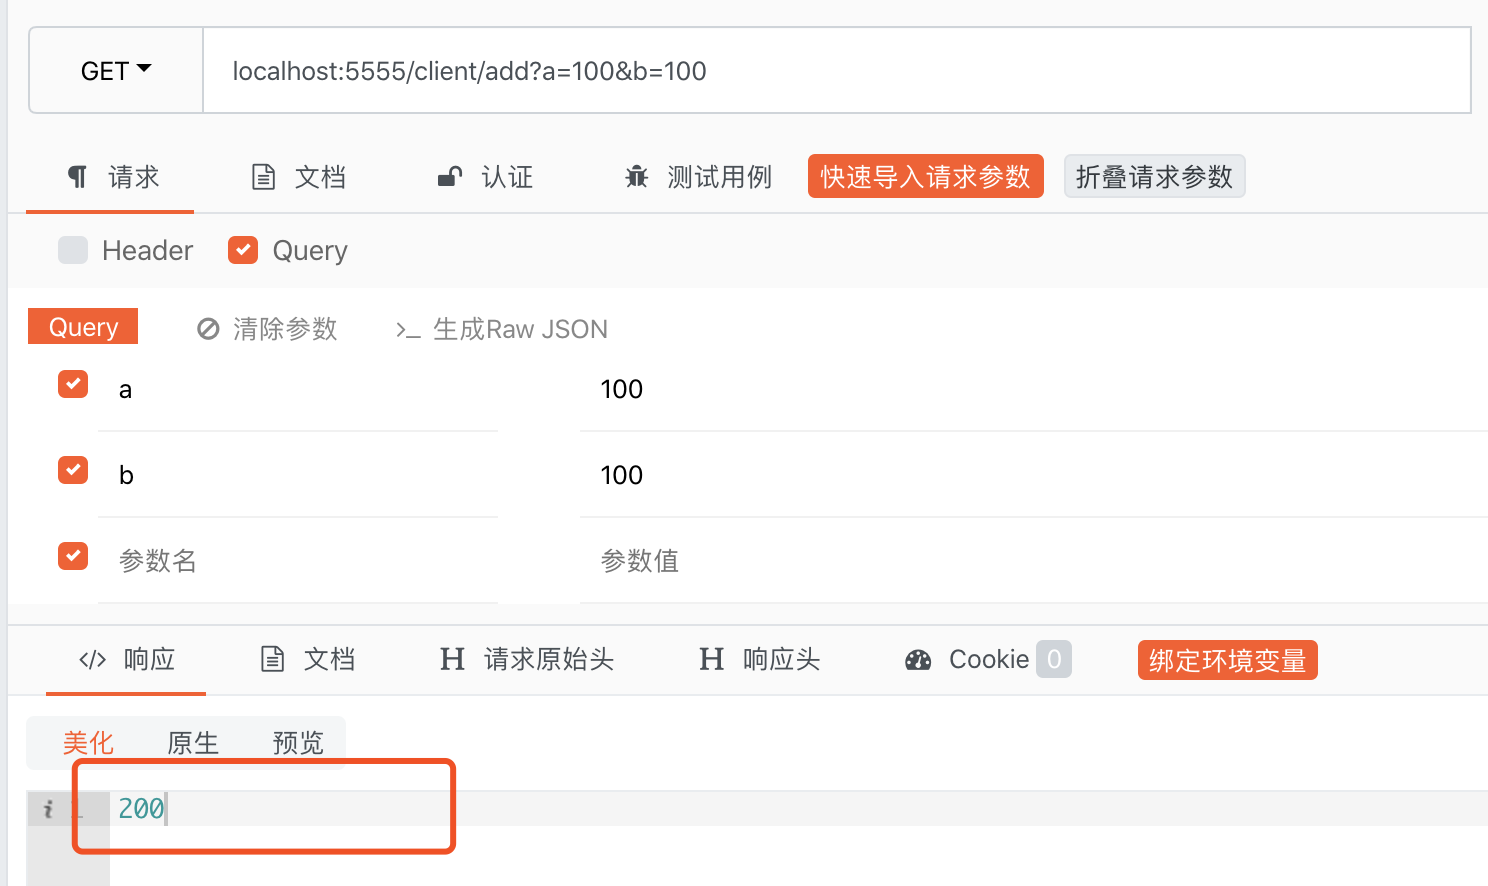 GET localhost:5555/client/add?a=100&b=100
请求 文档 认证 测试用例 快速导入请求参数 折叠请求参数
Header Query
Query 清除参数 >_ 生成Raw JSON
a 100
b 100
参数名 参数值
</> 响应 文档 H 请求原始头 H 响应头 Cookie 0 绑定环境变量
美化 原生 预览
i 1 200